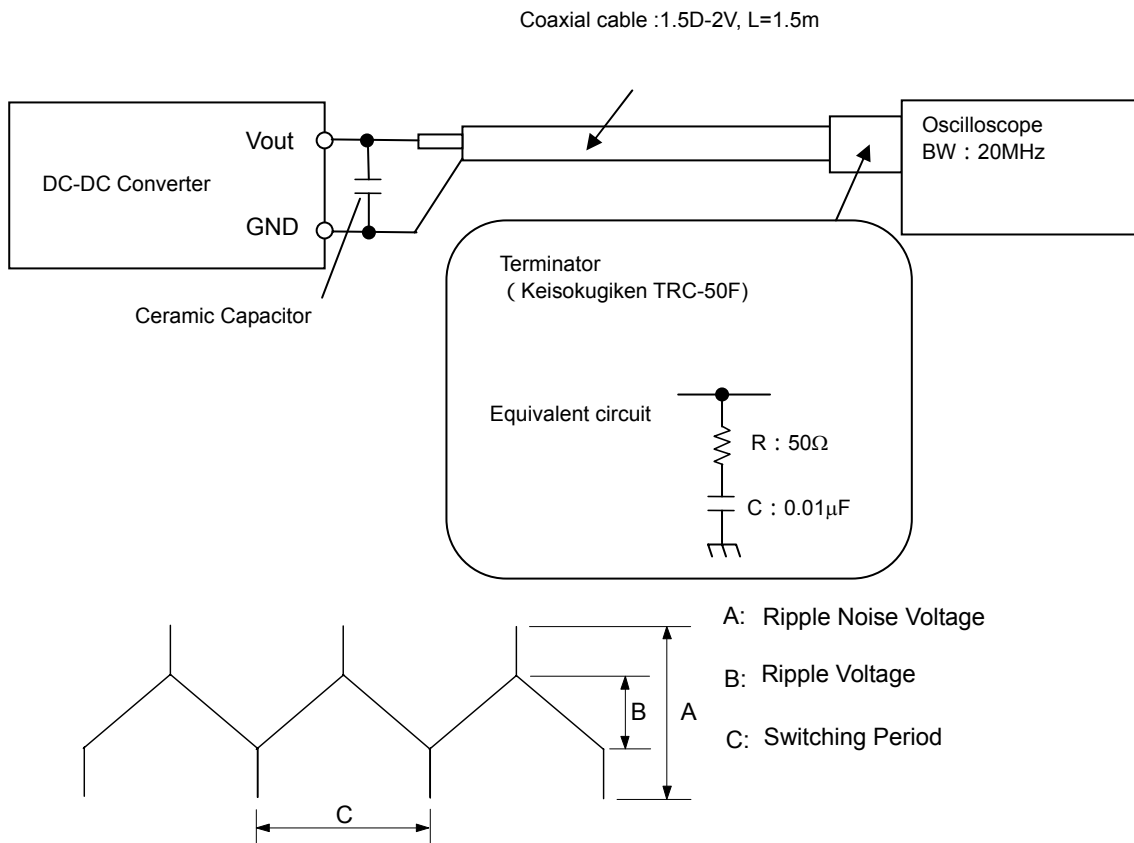 Coaxial cable :1.5D-2V, L=1.5m
Vout
DC-DC Converter
GND
Ceramic Capacitor
Oscilloscope
BW：20MHz
Terminator
（Keisokugiken TRC-50F)
Equivalent circuit
R：50Ω
C：0.01μF
A: Ripple Noise Voltage
B: Ripple Voltage
C: Switching Period
B
A
C